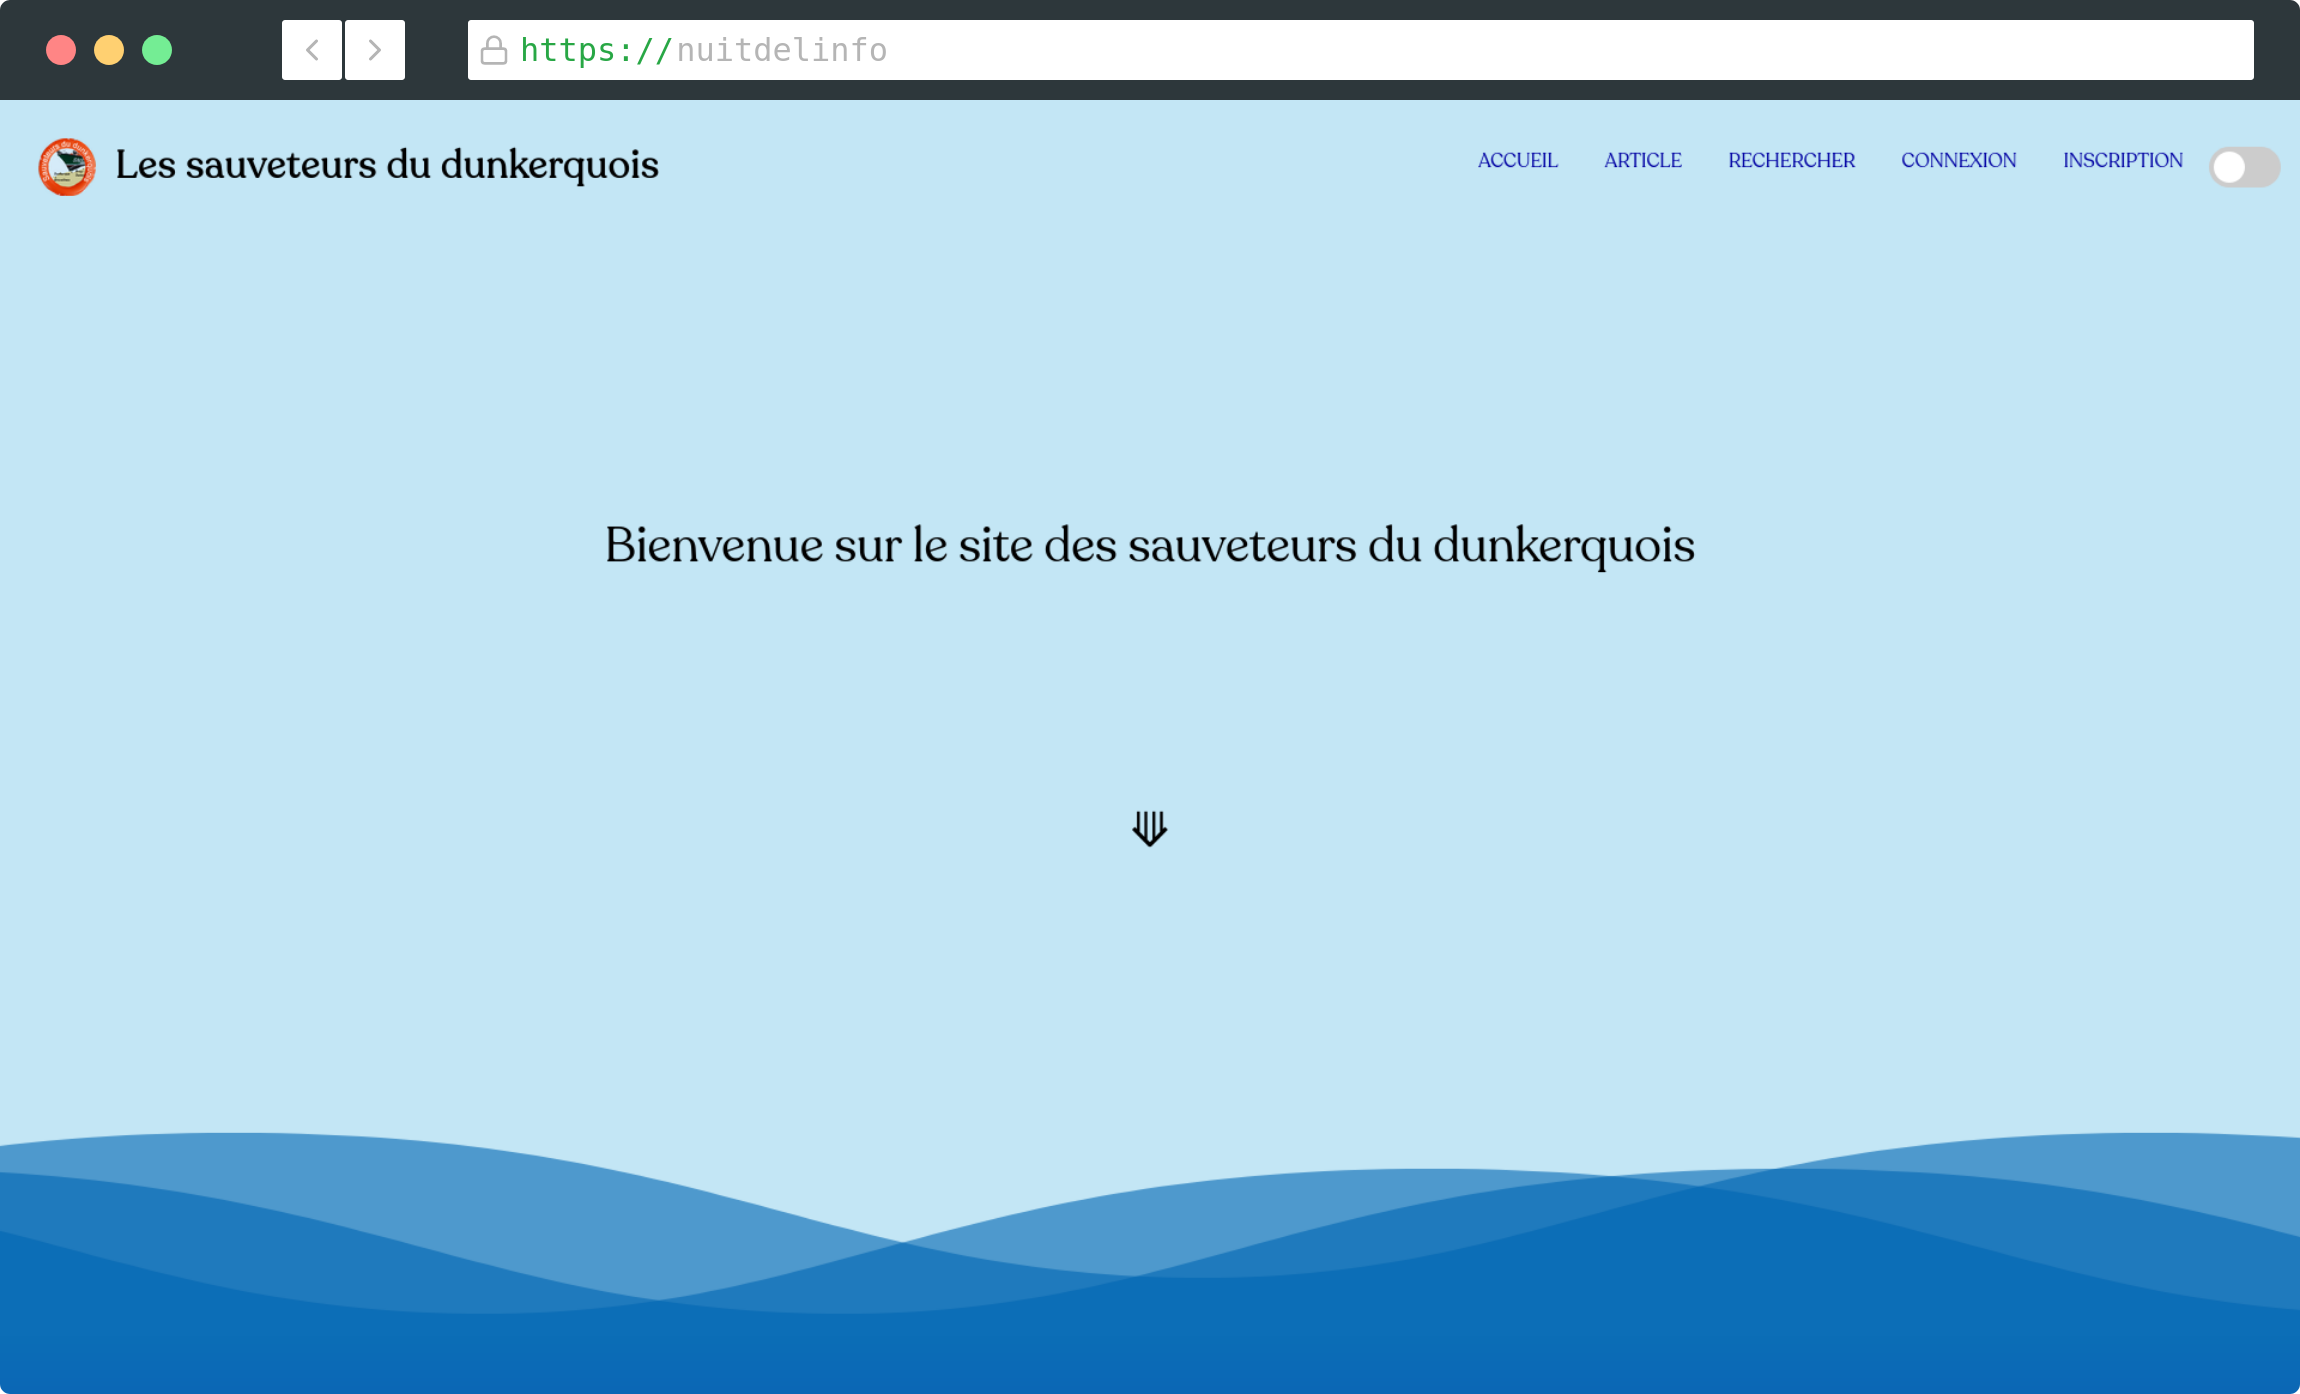 https://nuitdelinfo
Les sauveteurs du dunkerquois
ACCUEIL ARTICLE RECHERCHER CONNEXION INSCRIPTION
Bienvenue sur le site des sauveteurs du dunkerquois